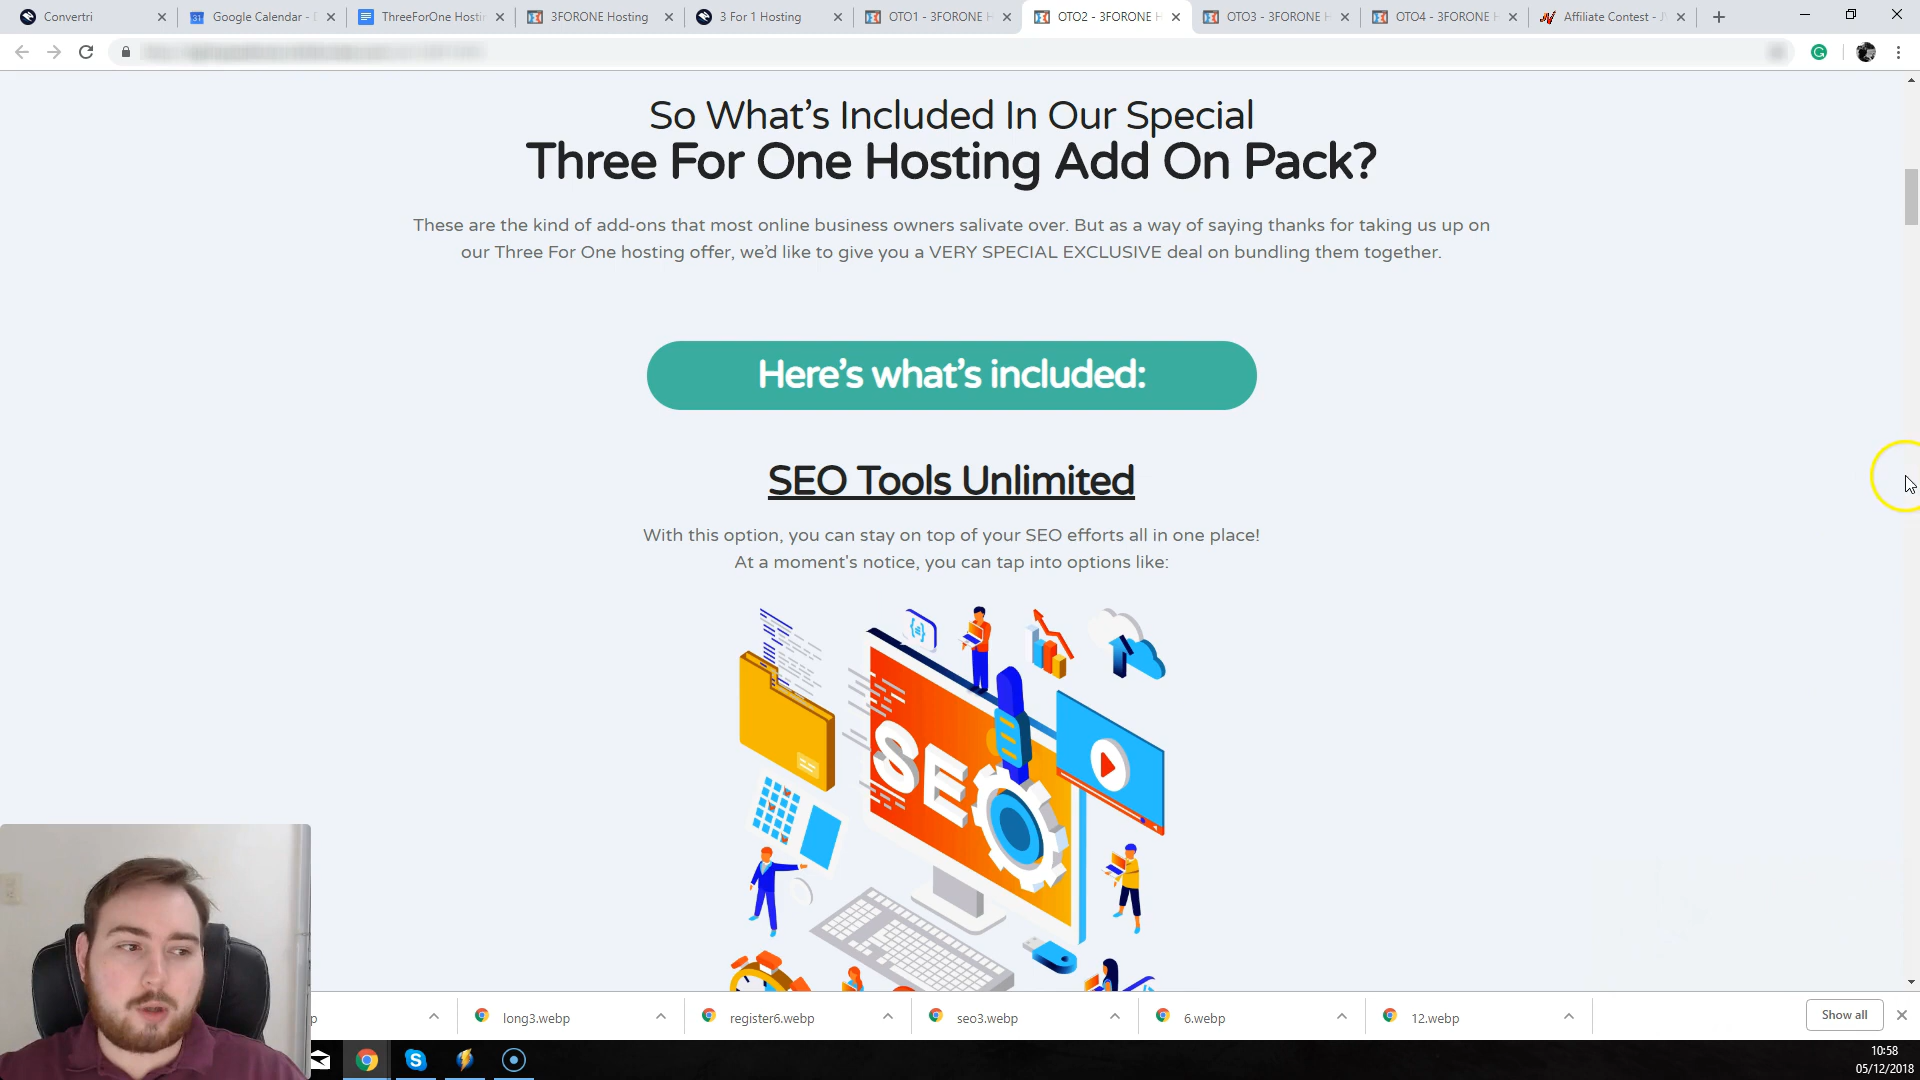 Convertri
Google Calendar - D
ThreeForOne Hostin
3FORONE Hosting
3 For 1 Hosting
OTO1 - 3FORONE H
OTO2 - 3FORONE H
OTO3 - 3FORONE H
OTO4 - 3FORONE H
Affiliate Contest - JV
So What's Included In Our Special
Three For One Hosting Add On Pack?
These are the kind of add-ons that most online business owners salivate over. But as a way of saying thanks for taking us up on
our Three For One hosting offer, we'd like to give you a VERY SPECIAL EXCLUSIVE deal on bundling them together.
Here's what's included:
SEO Tools Unlimited
With this option, you can stay on top of your SEO efforts all in one place!
At a moment's notice, you can tap into options like:
SEO
p
long3.webp
register6.webp
seo3.webp
6.webp
12.webp
Show all
10:58
05/12/2018